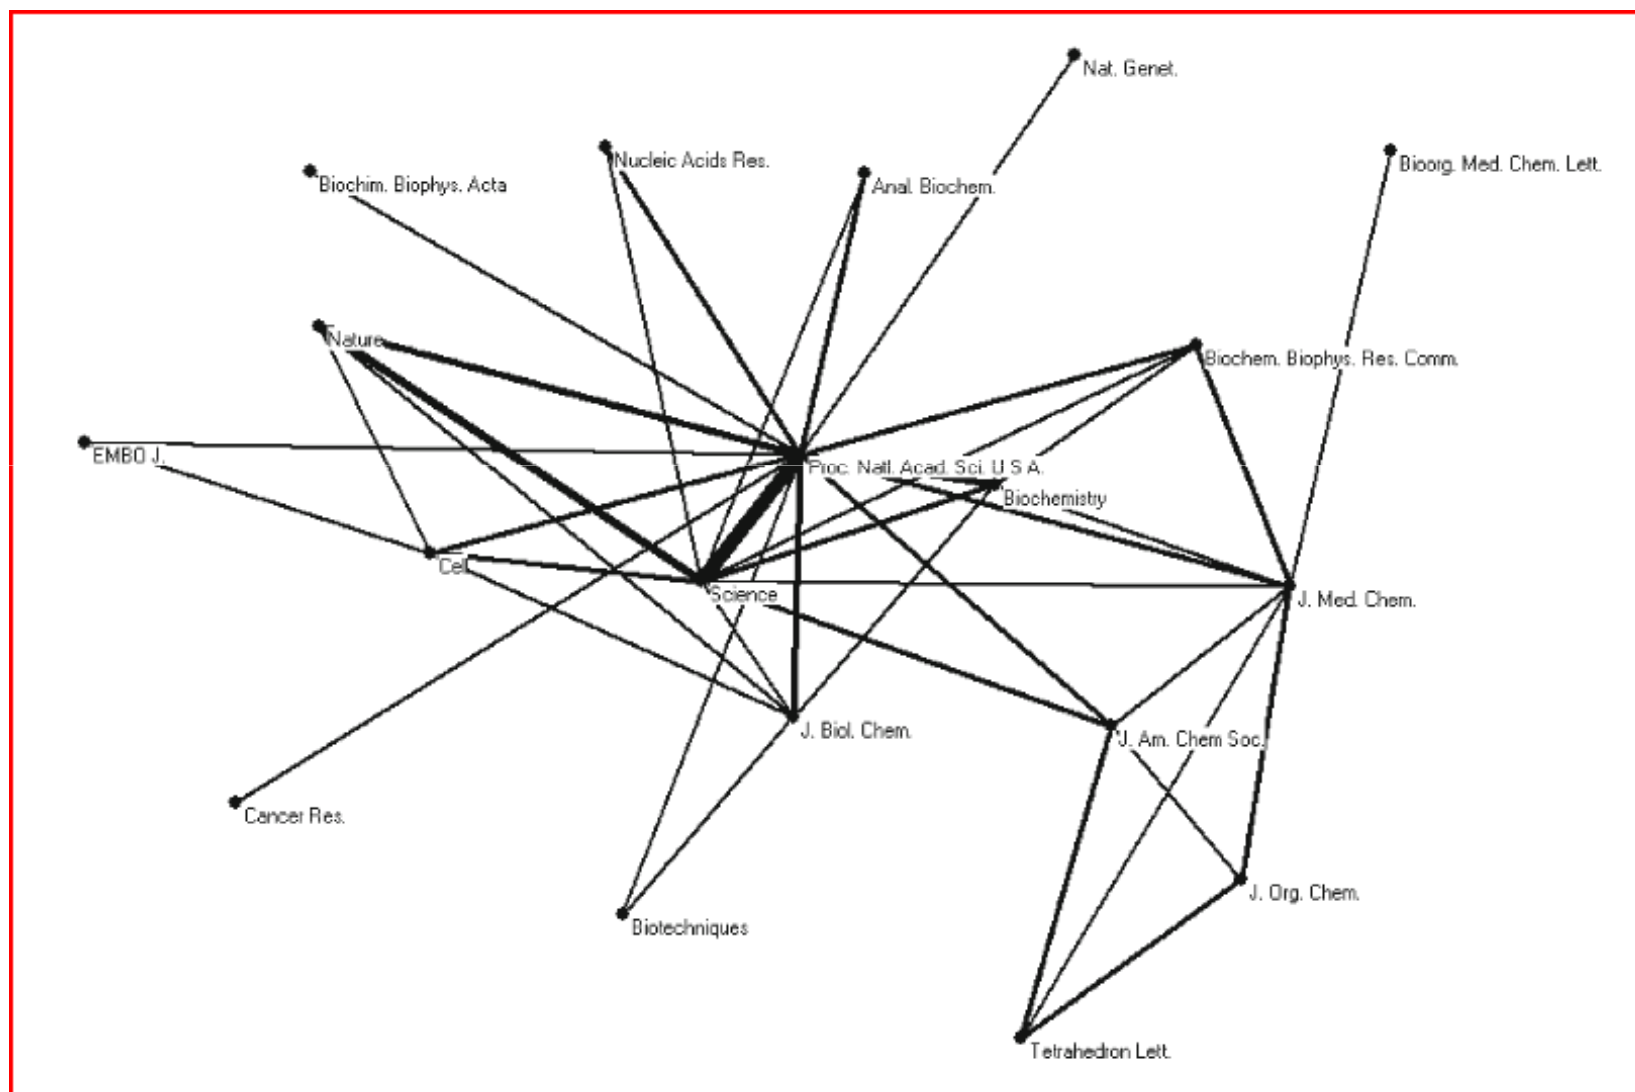 Nat. Genet.
Nucleic Acids Res.
Bioorg. Med. Chem. Lett.
Biochim. Biophys. Acta
Anal. Biochem.
Nature
Biochem. Biophys. Res. Comm.
EMBO J.
Proc. Natl. Acad. Sci. U S A.
Biochemistry
Cell
Science
J. Med. Chem.
J. Biol. Chem.
J. Am. Chem Soc.
Cancer Res.
J. Org. Chem.
Biotechniques
Tetrahedron Lett.